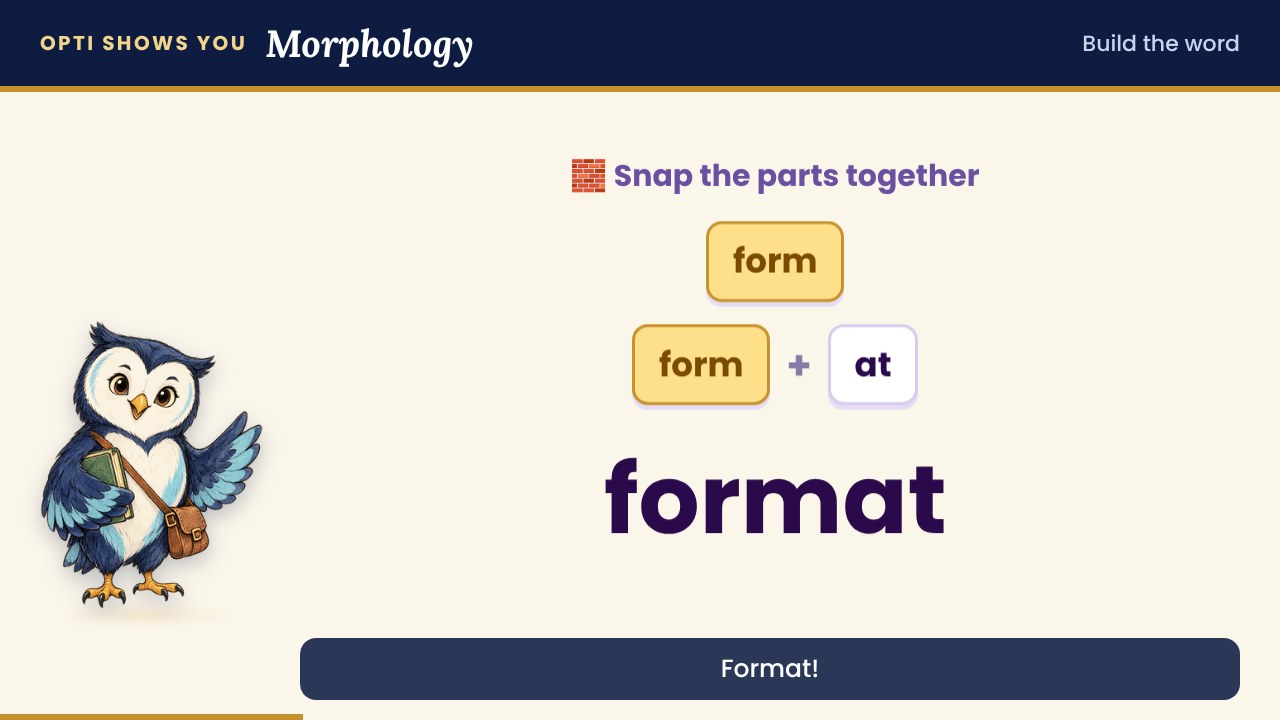 OPTI SHOWS YOU Morphology
Build the word
🧱 Snap the parts together
form
form + at
format
Format!